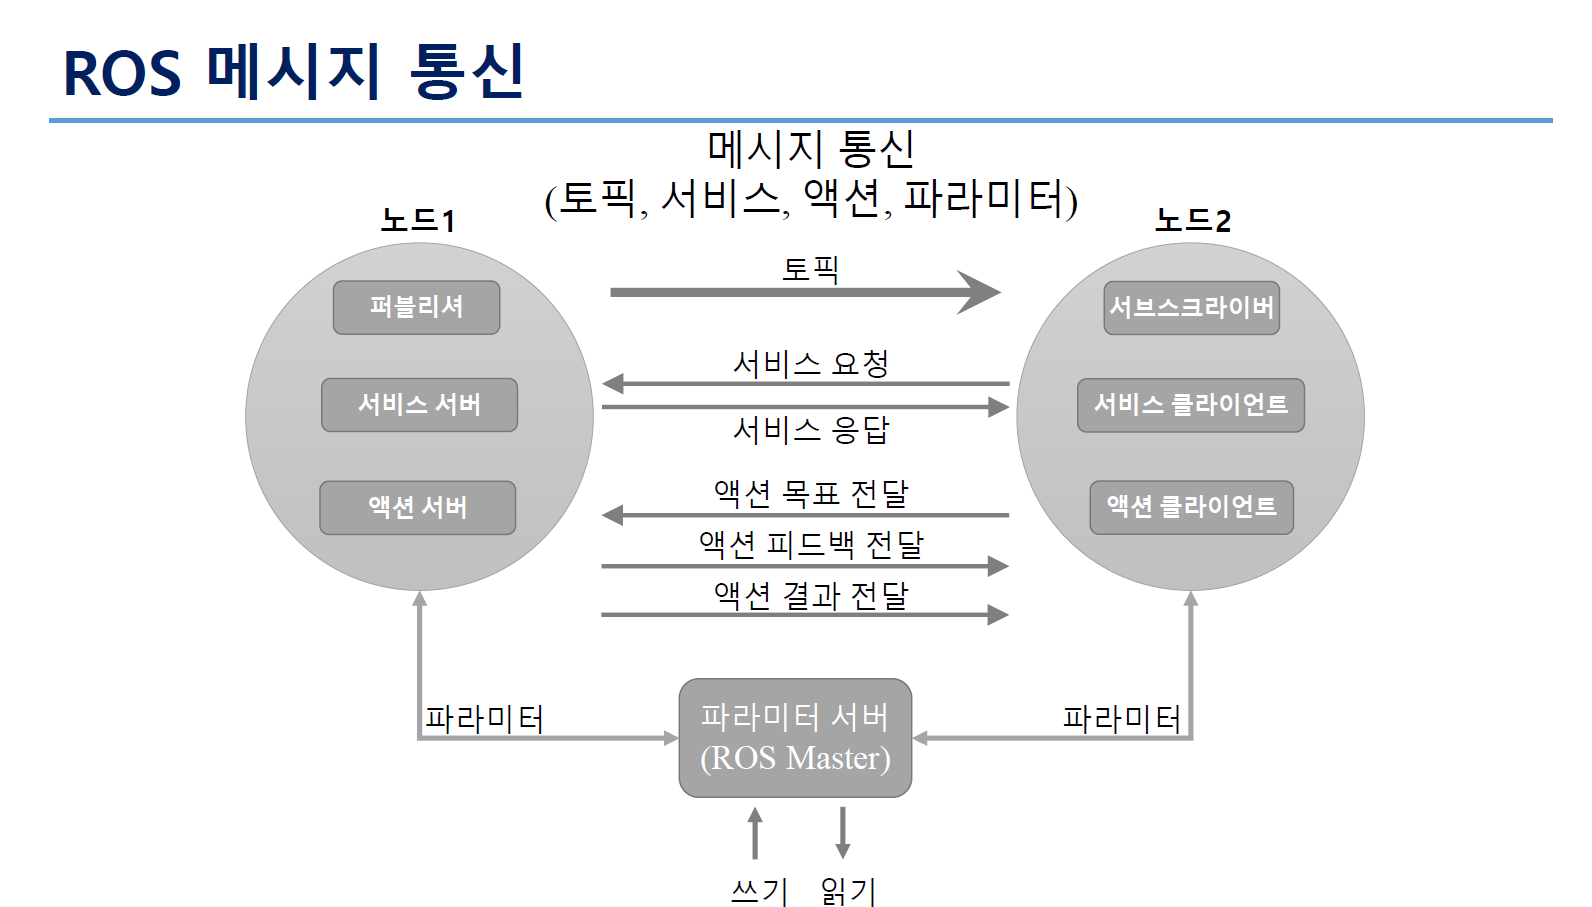 ROS 메시지 통신
메시지 통신
(토픽, 서비스, 액션, 파라미터)
노드1
노드2
토픽
퍼블리셔
서브스크라이버
서비스 요청
서비스 서버
서비스 클라이언트
서비스 응답
액션 목표 전달
액션 서버
액션 클라이언트
액션 피드백 전달
액션 결과 전달
파라미터
파라미터 서버
(ROS Master)
파라미터
쓰기
읽기